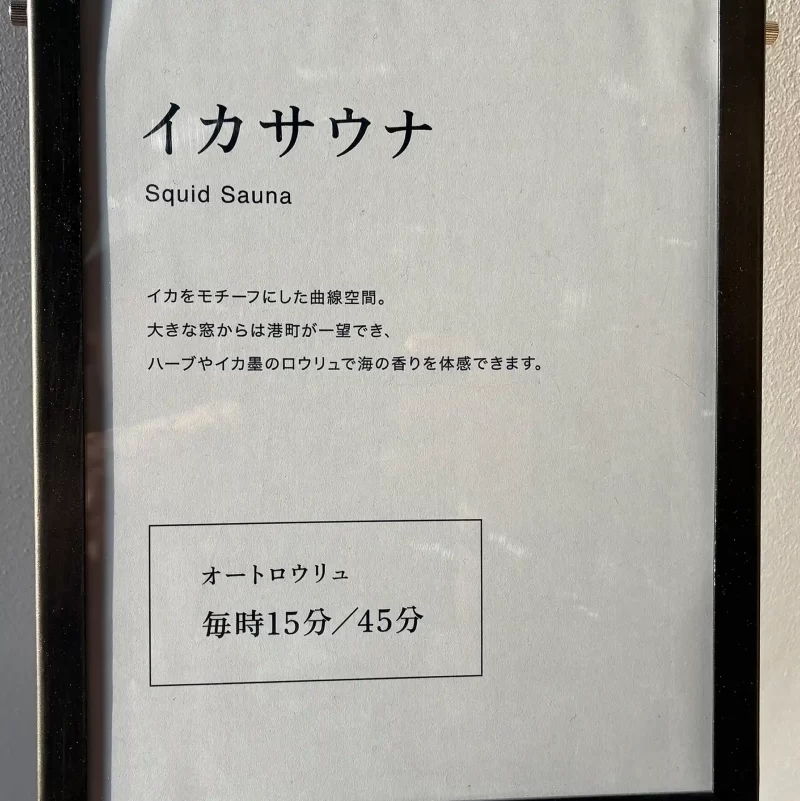 イカサウナ
Squid Sauna
イカをモチーフにした曲線空間。
大きな窓からは港町が一望でき、
ハーブやイカ墨のロウリュで海の香りを体感できます。
オートロウリュ
毎時15分／45分